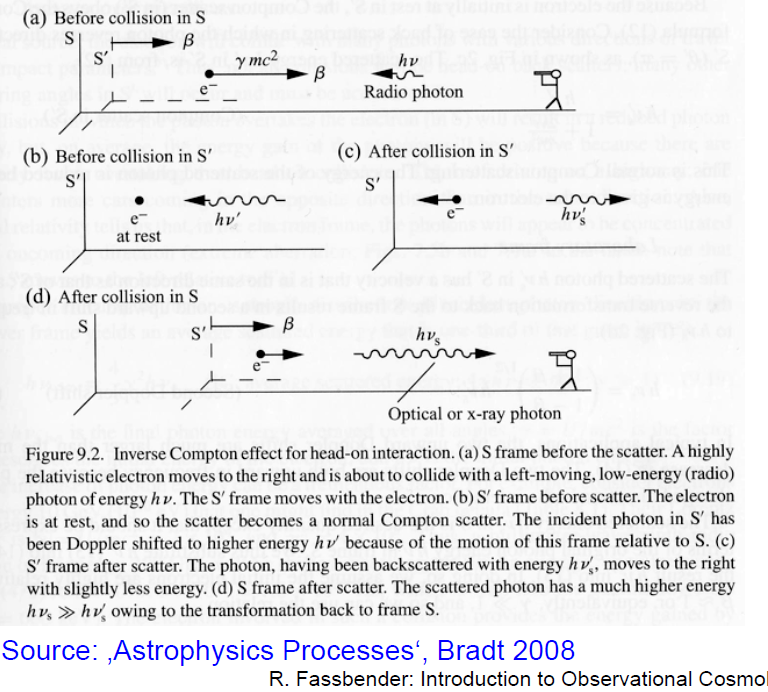 (a) Before collision in S
S
S′
β
γmc²
β
e⁻
hν
Radio photon
(b) Before collision in S′
(c) After collision in S′
S′
e⁻
at rest
hν′
S′
e⁻
hν′s
(d) After collision in S
S
S′
β
e⁻
hνs
Optical or x-ray photon
Figure 9.2. Inverse Compton effect for head-on interaction. (a) S frame before the scatter. A highly
relativistic electron moves to the right and is about to collide with a left-moving, low-energy (radio)
photon of energy hν. The S′ frame moves with the electron. (b) S′ frame before scatter. The electron
is at rest, and so the scatter becomes a normal Compton scatter. The incident photon in S′ has
been Doppler shifted to higher energy hν′ because of the motion of this frame relative to S. (c)
S′ frame after scatter. The photon, having been backscattered with energy hν′s, moves to the right
with slightly less energy. (d) S frame after scatter. The scattered photon has a much higher energy
hνs ≫ hν′s owing to the transformation back to frame S.
Source: ‚Astrophysics Processes‘, Bradt 2008
R. Fassbender: Introduction to Observational Cosmol